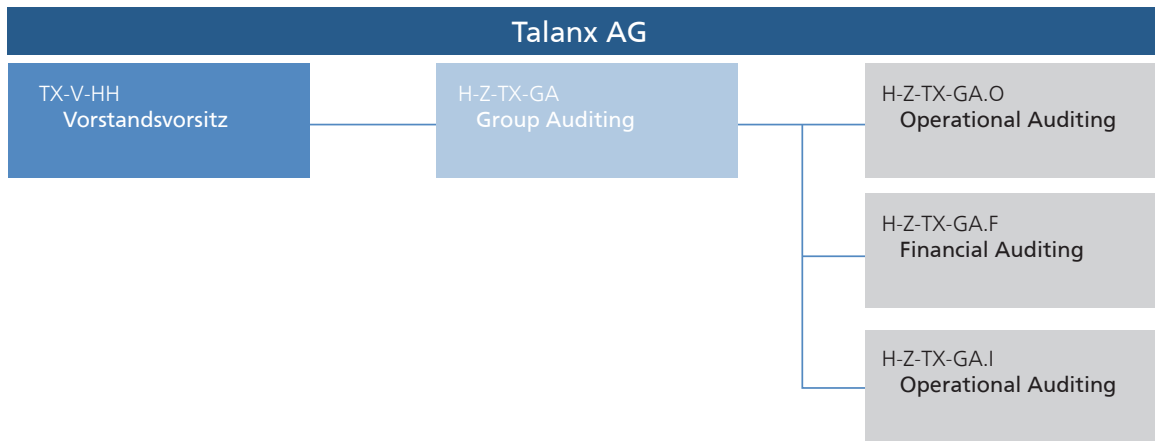 Talanx AG
TX-V-HH
Vorstandsvorsitz
H-Z-TX-GA
Group Auditing
H-Z-TX-GA.O
Operational Auditing
H-Z-TX-GA.F
Financial Auditing
H-Z-TX-GA.I
Operational Auditing